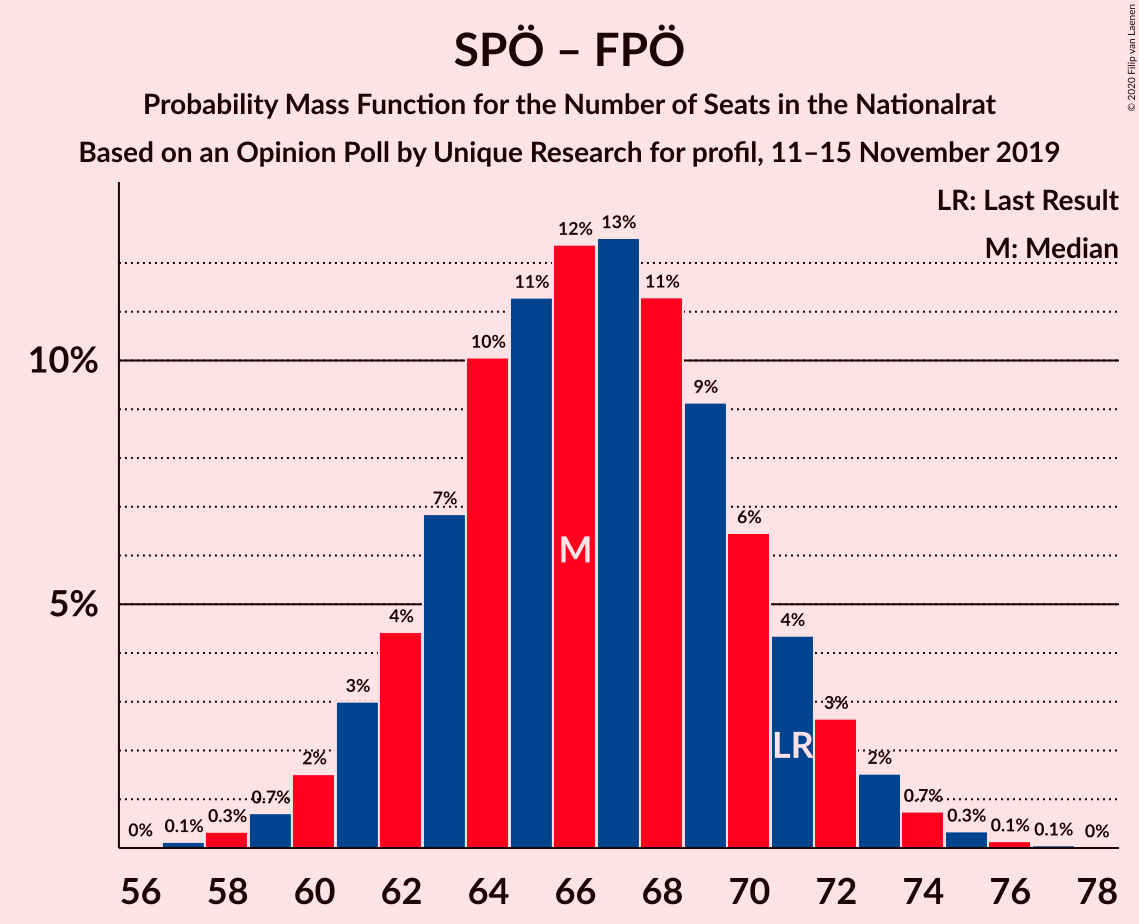 SPÖ – FPÖ
Probability Mass Function for the Number of Seats in the Nationalrat
Based on an Opinion Poll by Unique Research for profil, 11–15 November 2019
© 2020 Filip van Laenen
LR: Last Result
M: Median
10%
5%
0%
0.1%
0.3%
0.7%
2%
3%
4%
7%
10%
11%
12%
13%
11%
9%
6%
4%
3%
2%
0.7%
0.3%
0.1%
0.1%
0%
M
LR
56 58 60 62 64 66 68 70 72 74 76 78